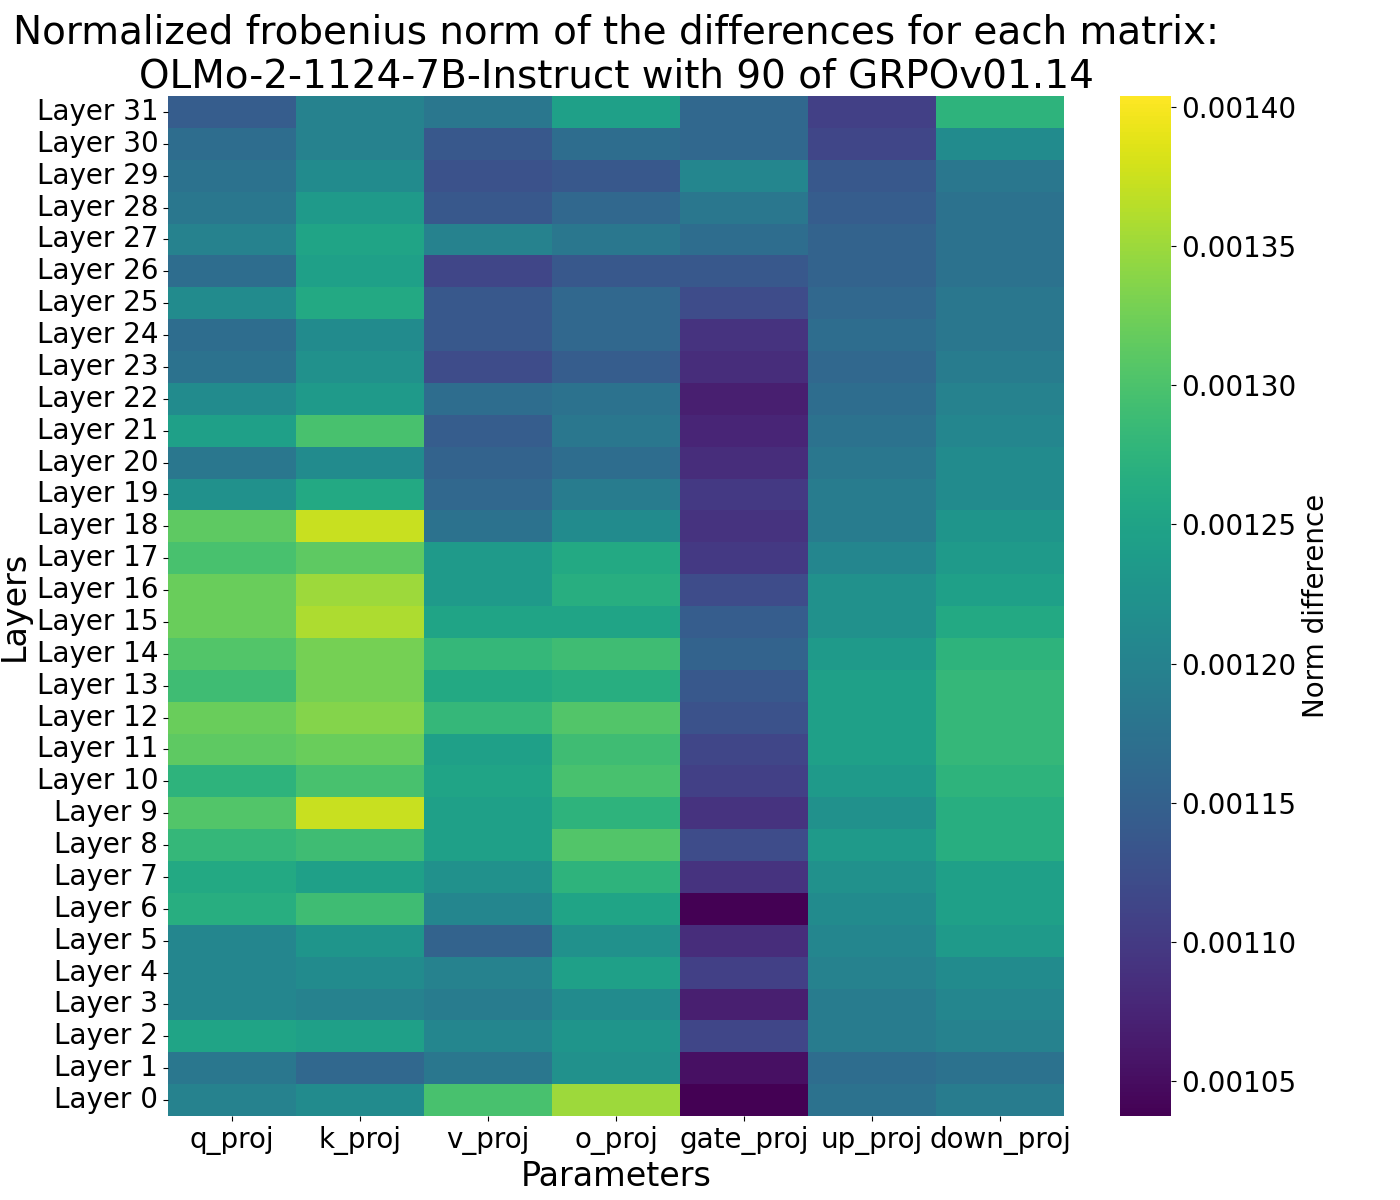 Normalized frobenius norm of the differences for each matrix:
OLMo-2-1124-7B-Instruct with 90 of GRPOv01.14
Layers
Layer 31
Layer 30
Layer 29
Layer 28
Layer 27
Layer 26
Layer 25
Layer 24
Layer 23
Layer 22
Layer 21
Layer 20
Layer 19
Layer 18
Layer 17
Layer 16
Layer 15
Layer 14
Layer 13
Layer 12
Layer 11
Layer 10
Layer 9
Layer 8
Layer 7
Layer 6
Layer 5
Layer 4
Layer 3
Layer 2
Layer 1
Layer 0
q_proj k_proj v_proj o_proj gate_proj up_proj down_proj
Parameters
0.00140
0.00135
0.00130
0.00125
0.00120
0.00115
0.00110
0.00105
Norm difference